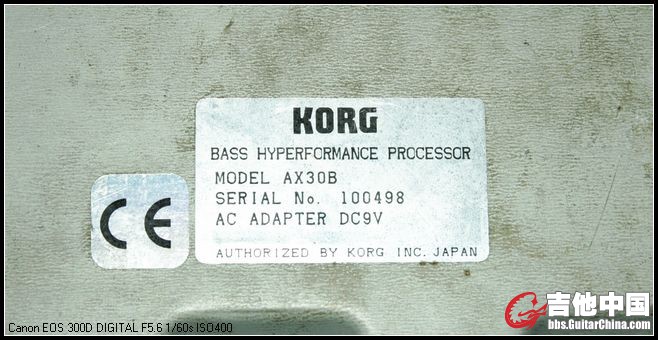 KORG
BASS HYPERFORMANCE PROCESSOR
MODEL AX30B
SERIAL No. 100498
AC ADAPTER DC9V
AUTHORIZED BY KORG INC. JAPAN
CE
吉他中国
bbs.GuitarChina.com
Canon EOS 300D DIGITAL F5.6 1/60s ISO400